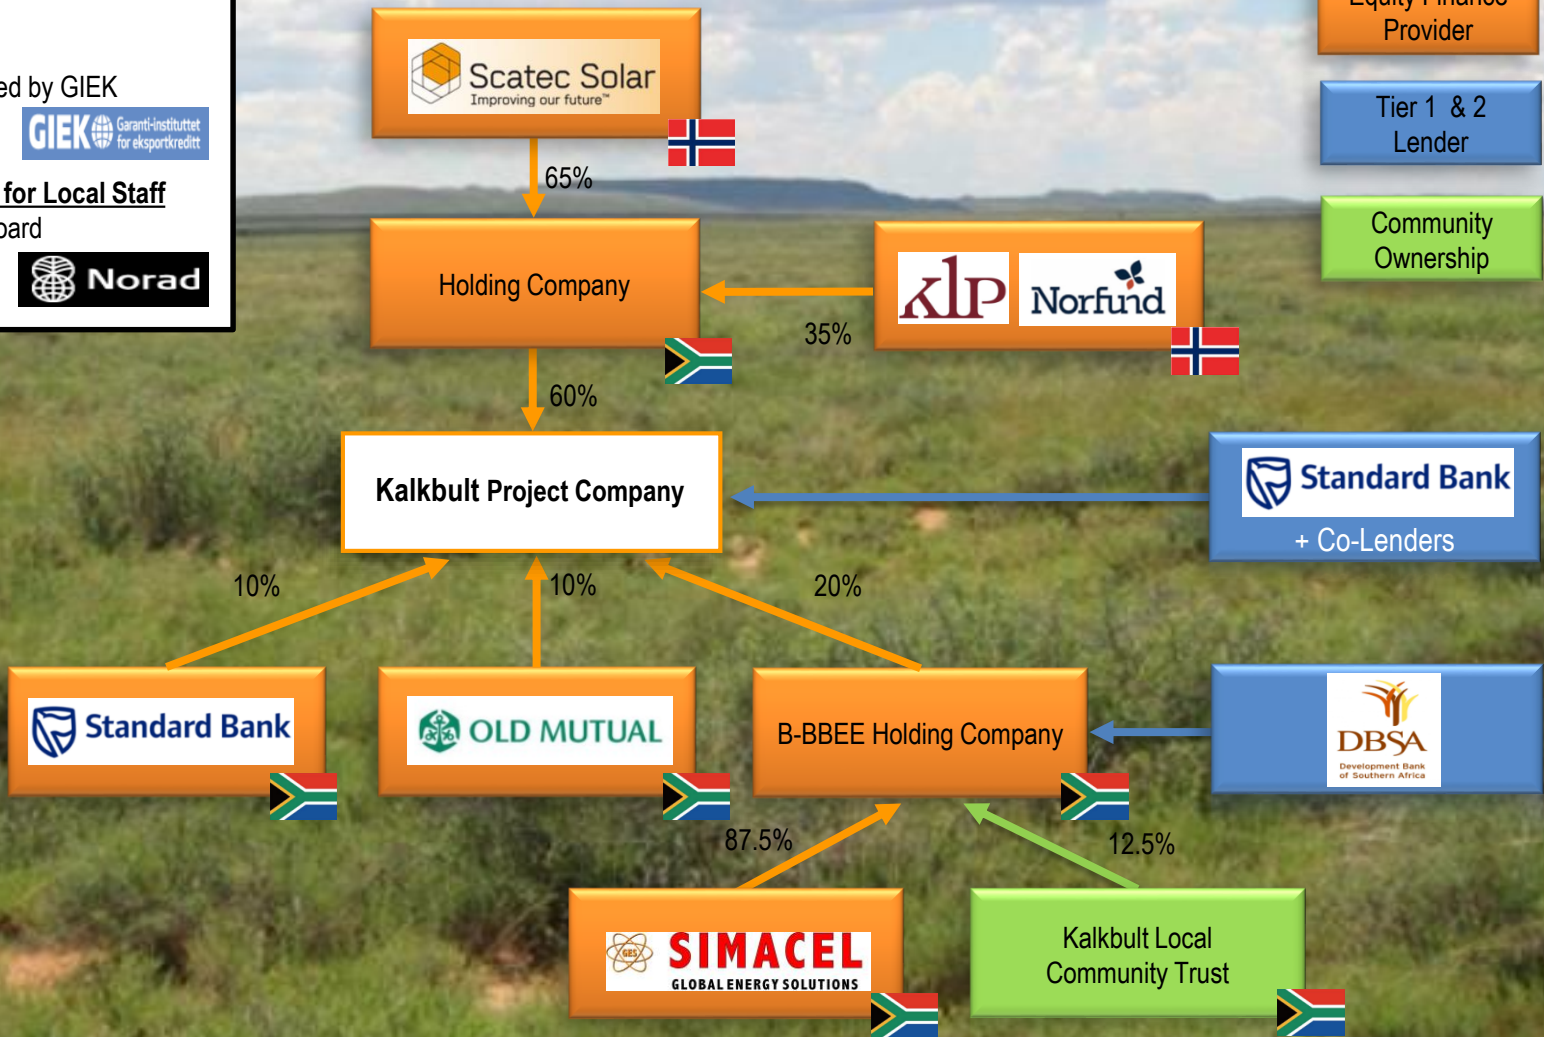 Equity Finance
Provider
Scatec Solar
Improving our future™
ed by GIEK
GIEK Garanti-instituttet
for eksportkreditt
Tier 1 & 2
Lender
for Local Staff
oard
65%
Norad
Holding Company
KLP Norfund
Community
Ownership
35%
60%
Kalkbult Project Company
Standard Bank
+ Co-Lenders
10%
10%
20%
Standard Bank
OLD MUTUAL
B-BBEE Holding Company
DBSA
Development Bank
of Southern Africa
87.5%
12.5%
GES SIMACEL
GLOBAL ENERGY SOLUTIONS
Kalkbult Local
Community Trust